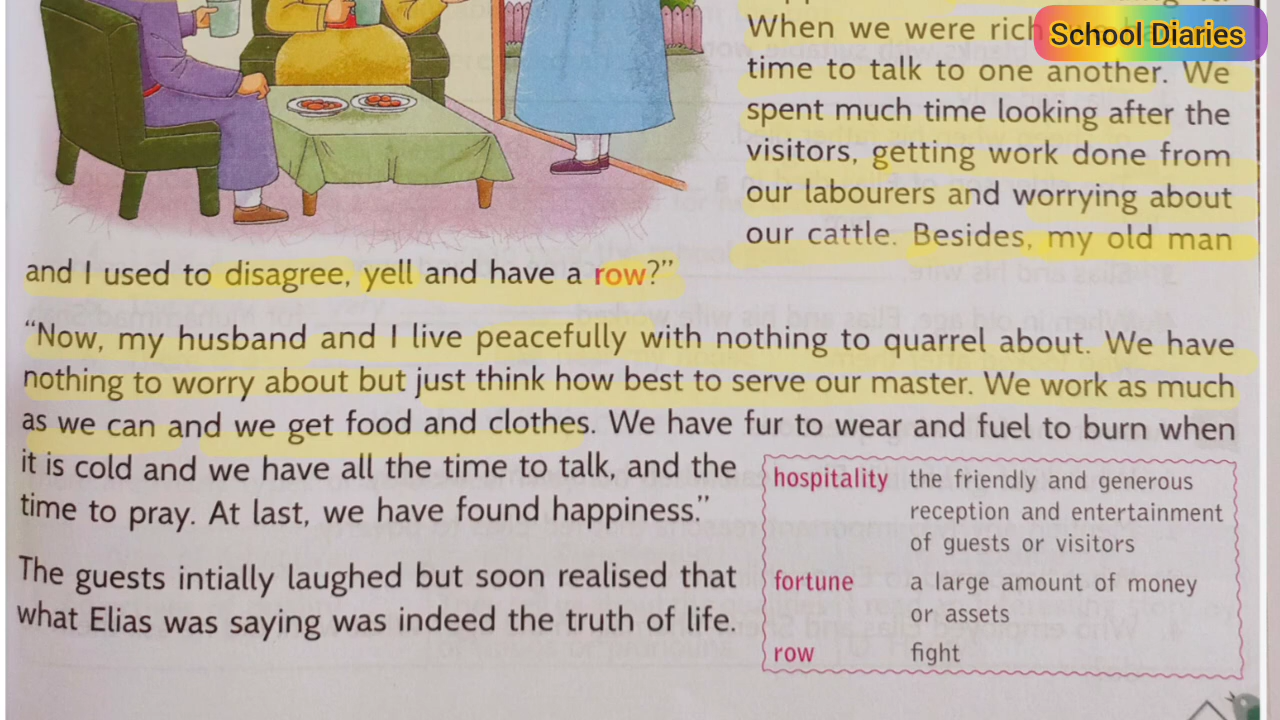 School Diaries
When we were rich
time to talk to one another. We
spent much time looking after the
visitors, getting work done from
our labourers and worrying about
our cattle. Besides, my old man
and I used to disagree, yell and have a row?”
“Now, my husband and I live peacefully with nothing to quarrel about. We have
nothing to worry about but just think how best to serve our master. We work as much
as we can and we get food and clothes. We have fur to wear and fuel to burn when
it is cold and we have all the time to talk, and the
time to pray. At last, we have found happiness.”
The guests intially laughed but soon realised that
what Elias was saying was indeed the truth of life.
hospitality the friendly and generous
reception and entertainment
of guests or visitors
fortune a large amount of money
or assets
row fight